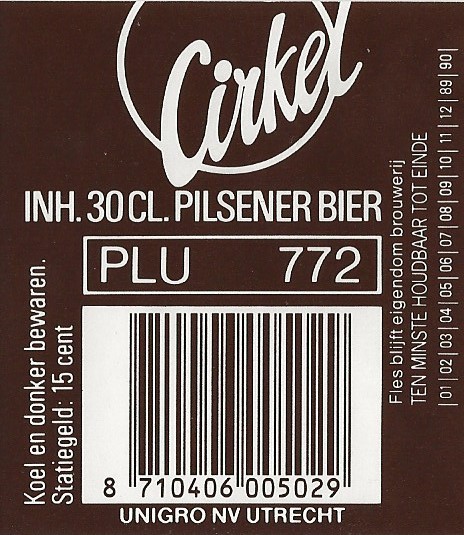 Cirkel
INH. 30 CL. PILSENER BIER
PLU 772
Koel en donker bewaren.
Statiegeld: 15 cent
8 710406 005029
UNIGRO NV UTRECHT
Fles blijft eigendom brouwerij
TEN MINSTE HOUDBAAR TOT EINDE
|01|02|03|04|05|06|07|08|09|10|11|12|89|90|